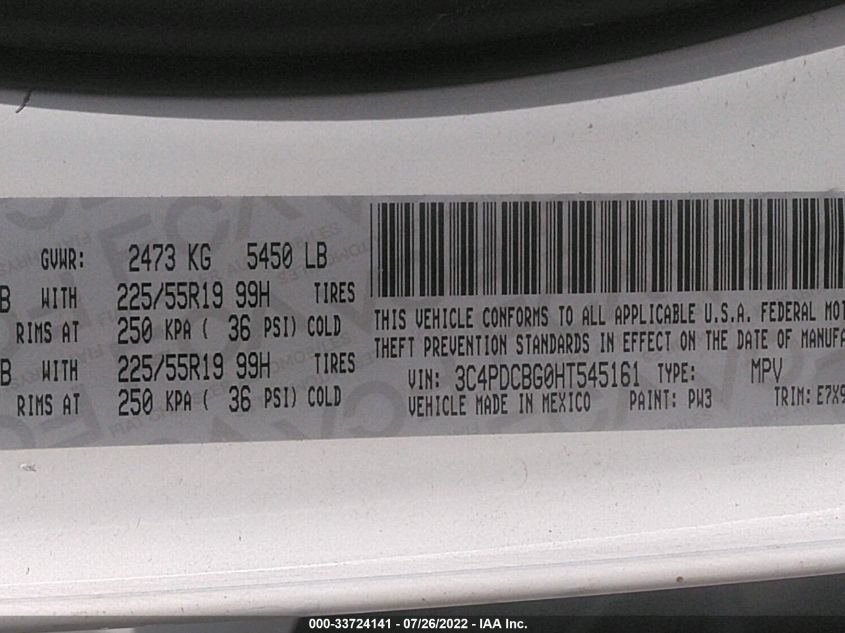 GVWR: 2473 KG 5450 LB
B WITH 225/55R19 99H TIRES
RIMS AT 250 KPA ( 36 PSI) COLD
B WITH 225/55R19 99H TIRES
RIMS AT 250 KPA ( 36 PSI) COLD
THIS VEHICLE CONFORMS TO ALL APPLICABLE U.S.A. FEDERAL MOT
THEFT PREVENTION STANDARDS IN EFFECT ON THE DATE OF MANUFA
VIN: 3C4PDCBG0HT545161 TYPE: MPV
VEHICLE MADE IN MEXICO PAINT: PW3 TRIM: E7X9
000-33724141 - 07/26/2022 - IAA Inc.